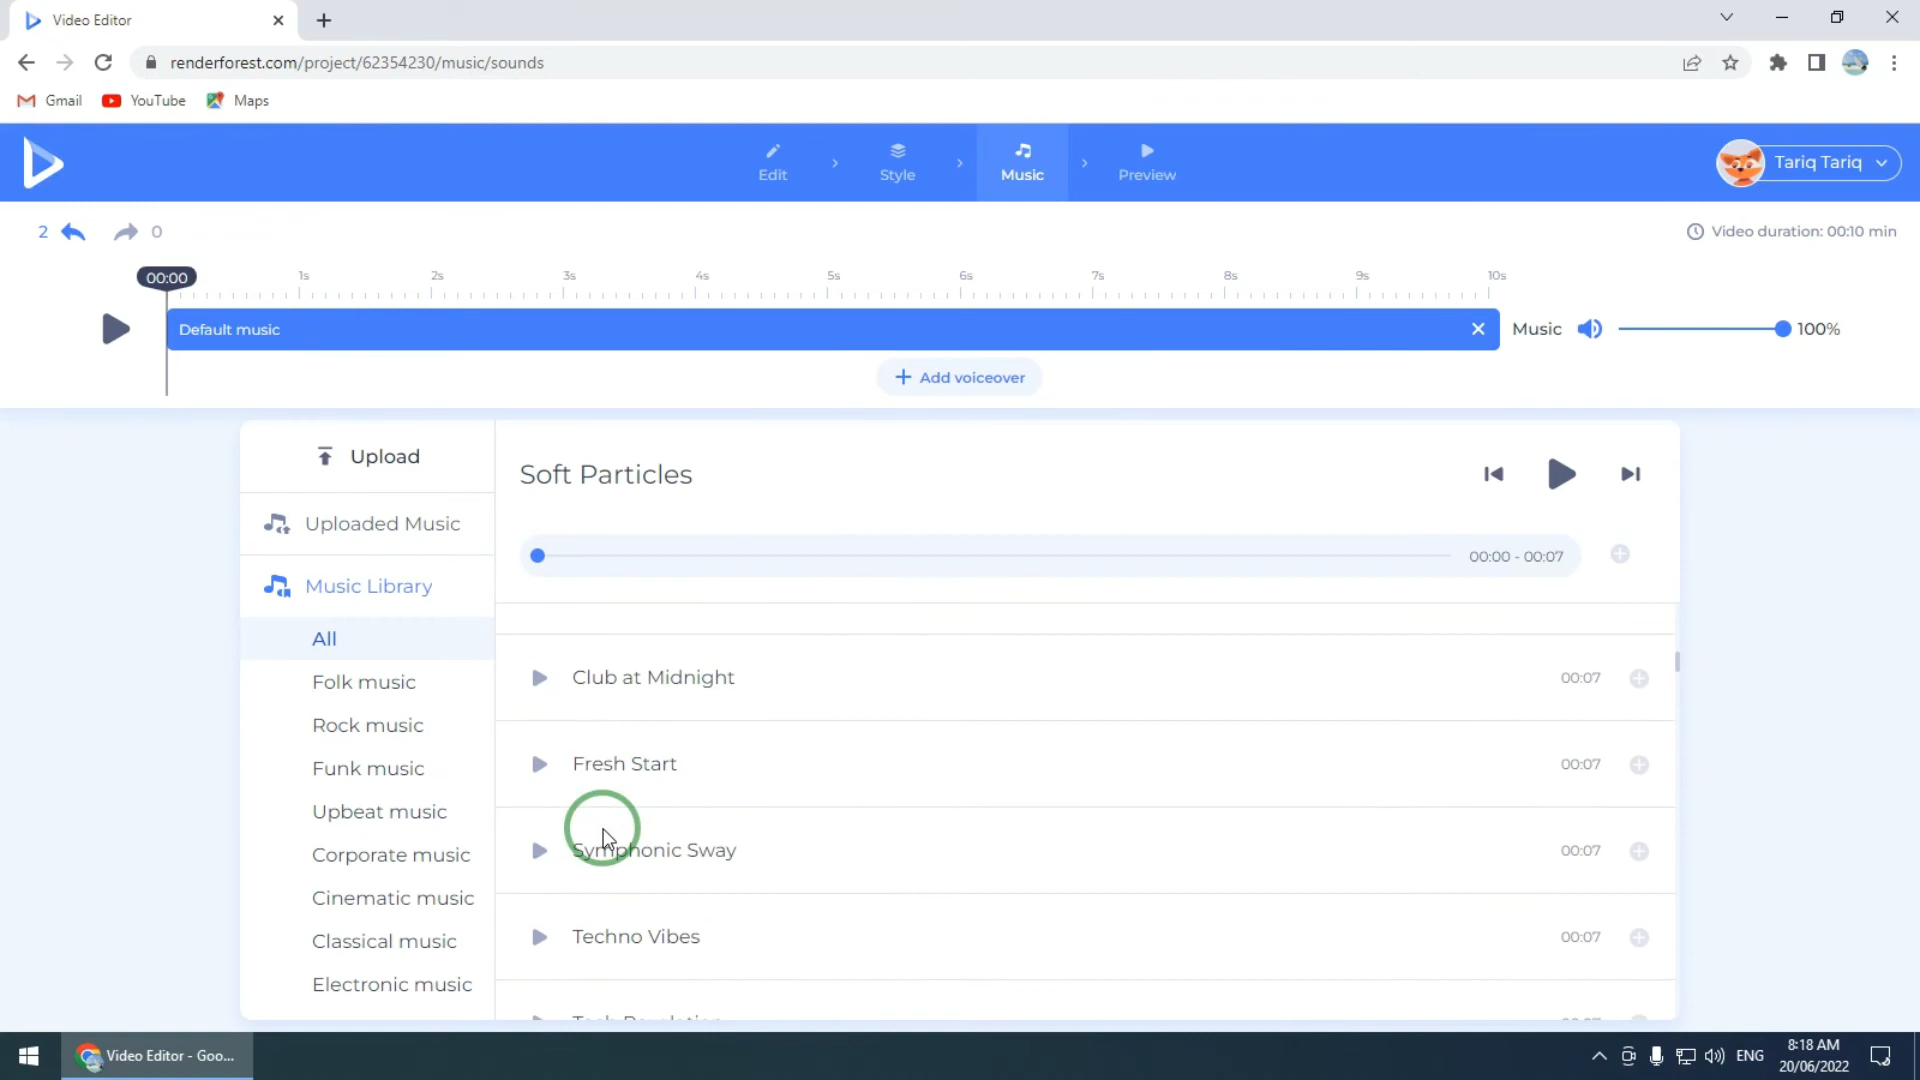 Video Editor
renderforest.com/project/62354230/music/sounds
Gmail YouTube Maps
Edit Style Music Preview
Tariq Tariq
2 0
Video duration: 00:10 min
00:00 1s 2s 3s 4s 5s 6s 7s 8s 9s 10s
Default music
Music 100%
Add voiceover
Upload
Soft Particles
Uploaded Music
00:00 - 00:07
Music Library
All
Folk music
Rock music
Funk music
Upbeat music
Corporate music
Cinematic music
Classical music
Electronic music
Club at Midnight 00:07
Fresh Start 00:07
Symphonic Sway 00:07
Techno Vibes 00:07
Video Editor - Goo...
ENG
8:18 AM
20/06/2022